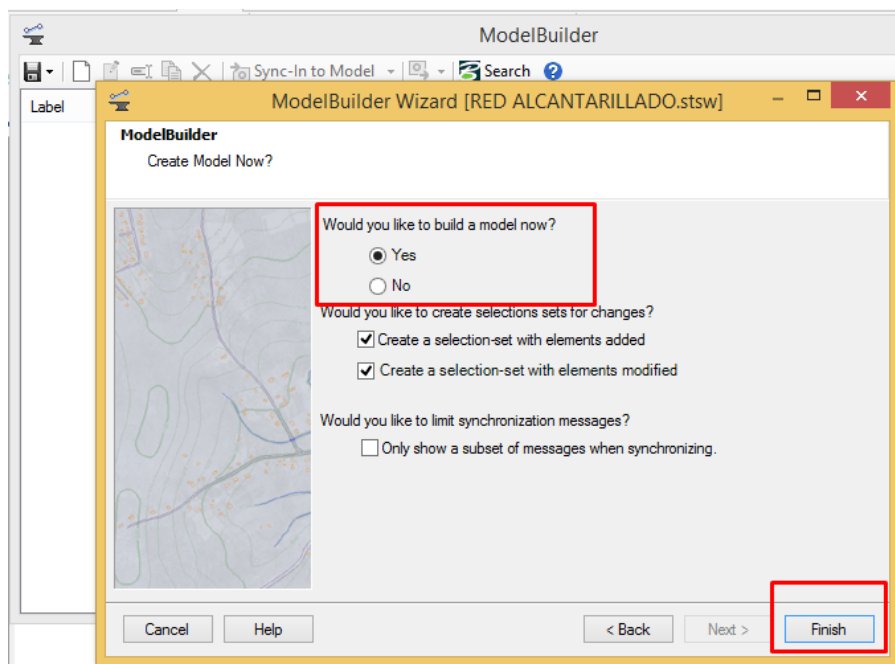 ModelBuilder
Sync-In to Model Search
Label
ModelBuilder Wizard [RED ALCANTARILLADO.stsw]
ModelBuilder
Create Model Now?
Would you like to build a model now?
Yes
No
Would you like to create selections sets for changes?
Create a selection-set with elements added
Create a selection-set with elements modified
Would you like to limit synchronization messages?
Only show a subset of messages when synchronizing.
Cancel Help < Back Next > Finish